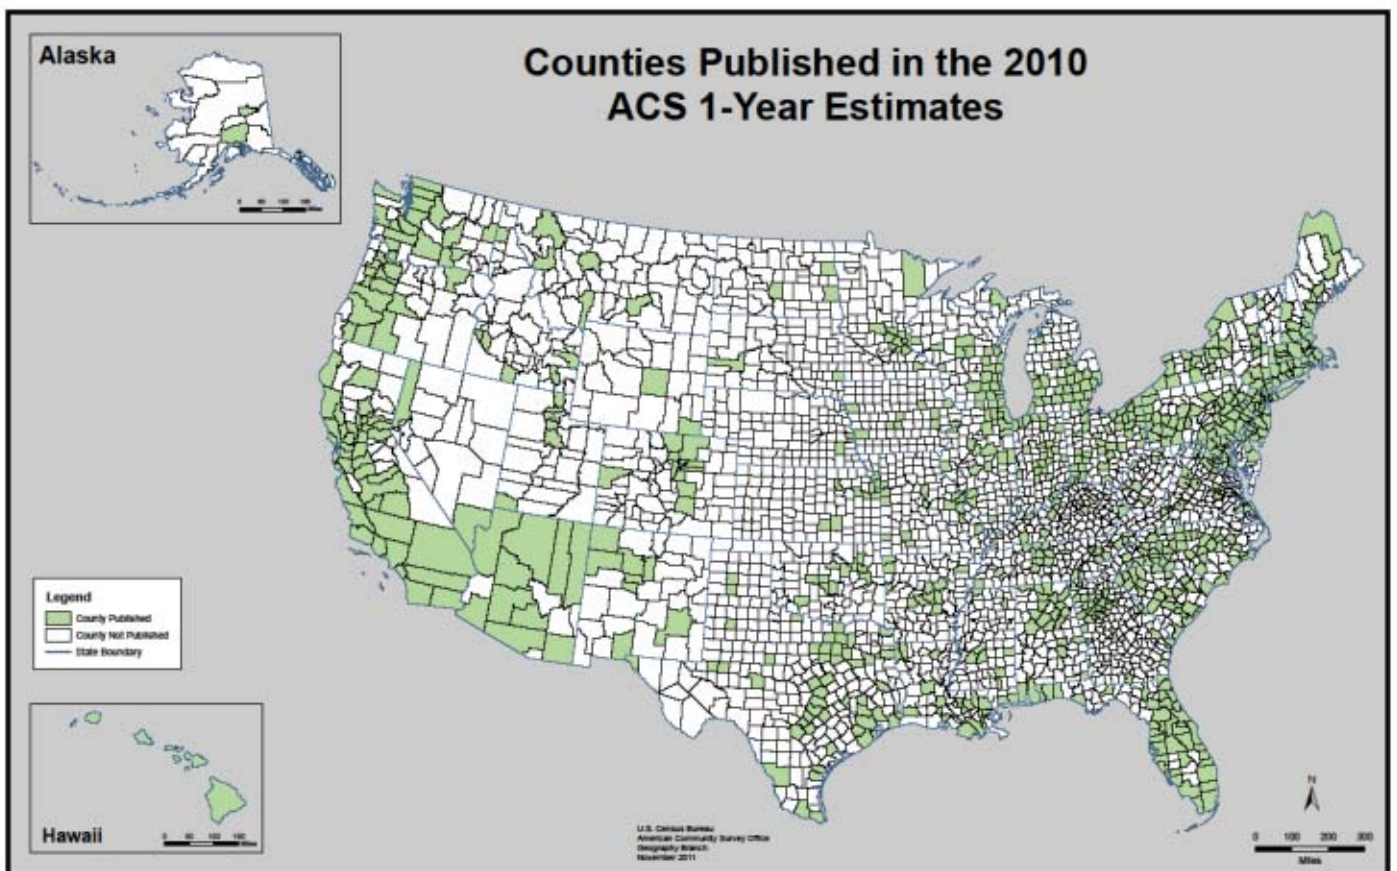 Alaska
Counties Published in the 2010
ACS 1-Year Estimates
Legend
County Published
County Not Published
State Boundary
Hawaii
U.S. Census Bureau
American Community Survey Office
Geography Branch
November 2011
N
0 100 200 300
Miles